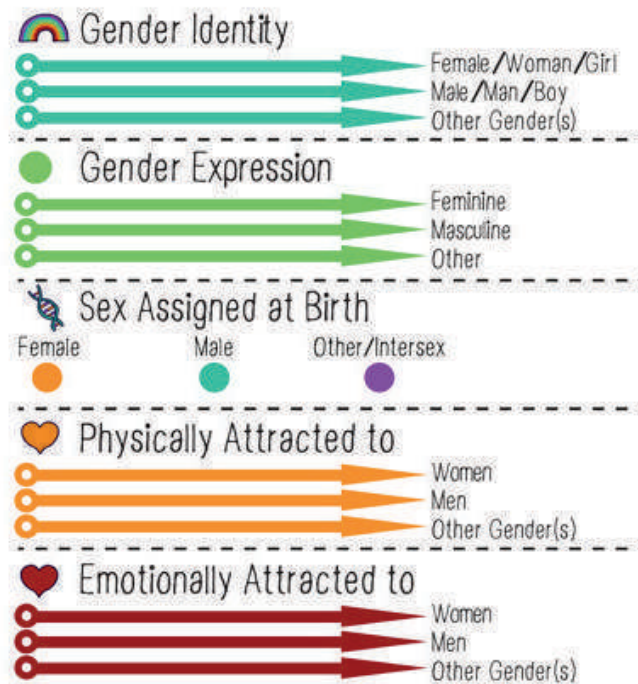 Gender Identity
Female/Woman/Girl
Male/Man/Boy
Other Gender(s)
Gender Expression
Feminine
Masculine
Other
Sex Assigned at Birth
Female Male Other/Intersex
Physically Attracted to
Women
Men
Other Gender(s)
Emotionally Attracted to
Women
Men
Other Gender(s)